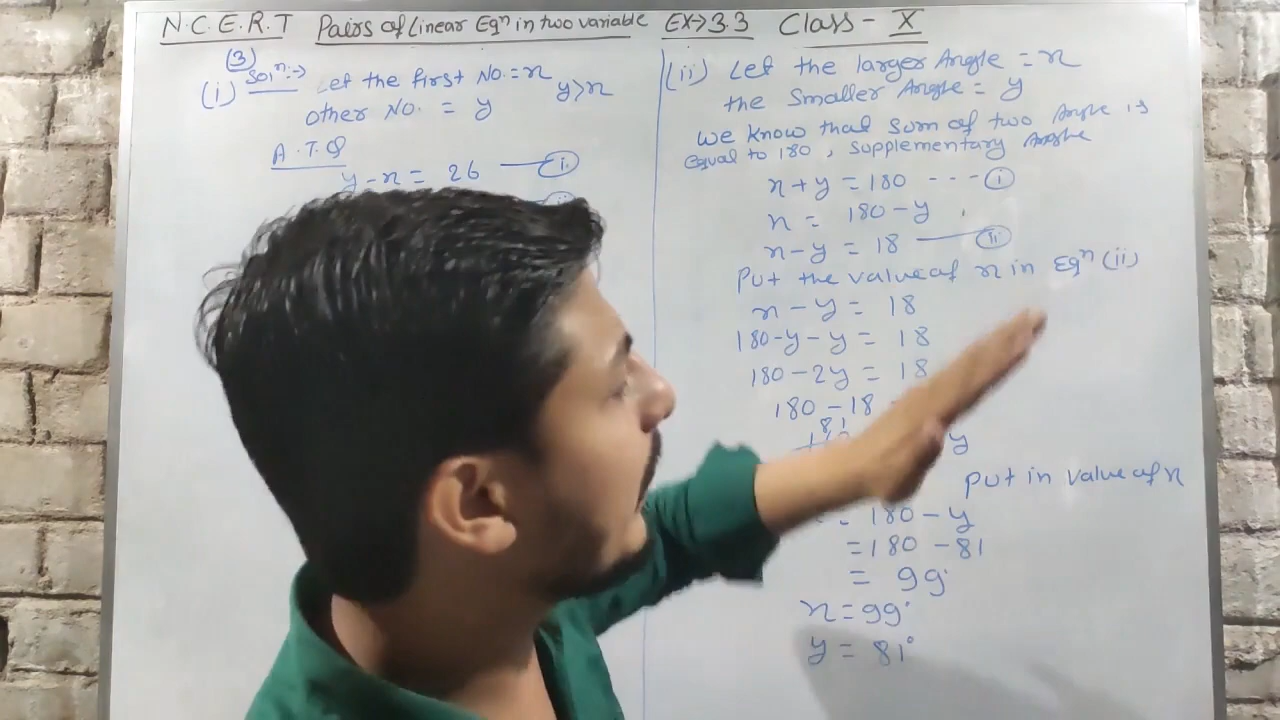 N.C.E.R.T Pairs of Linear Eqⁿ in two variable EX→3.3 Class - X
(3)
(i) Solⁿ:→ Let the first No. = x
other No. = y y>x
A.T.Q
y - x = 26 —(i)
(ii) Let the larger Angle = x
the smaller Angle = y
we know that sum of two Angle is
equal to 180, supplementary Angle
x + y = 180 ---(i)
x = 180 - y
x - y = 18 —(ii)
Put the value of x in Eqⁿ (ii)
x - y = 18
180 - y - y = 18
180 - 2y = 18
180 - 18
81
y
put in value of x
= 180 - y
= 180 - 81
= 99°
x = 99°
y = 81°